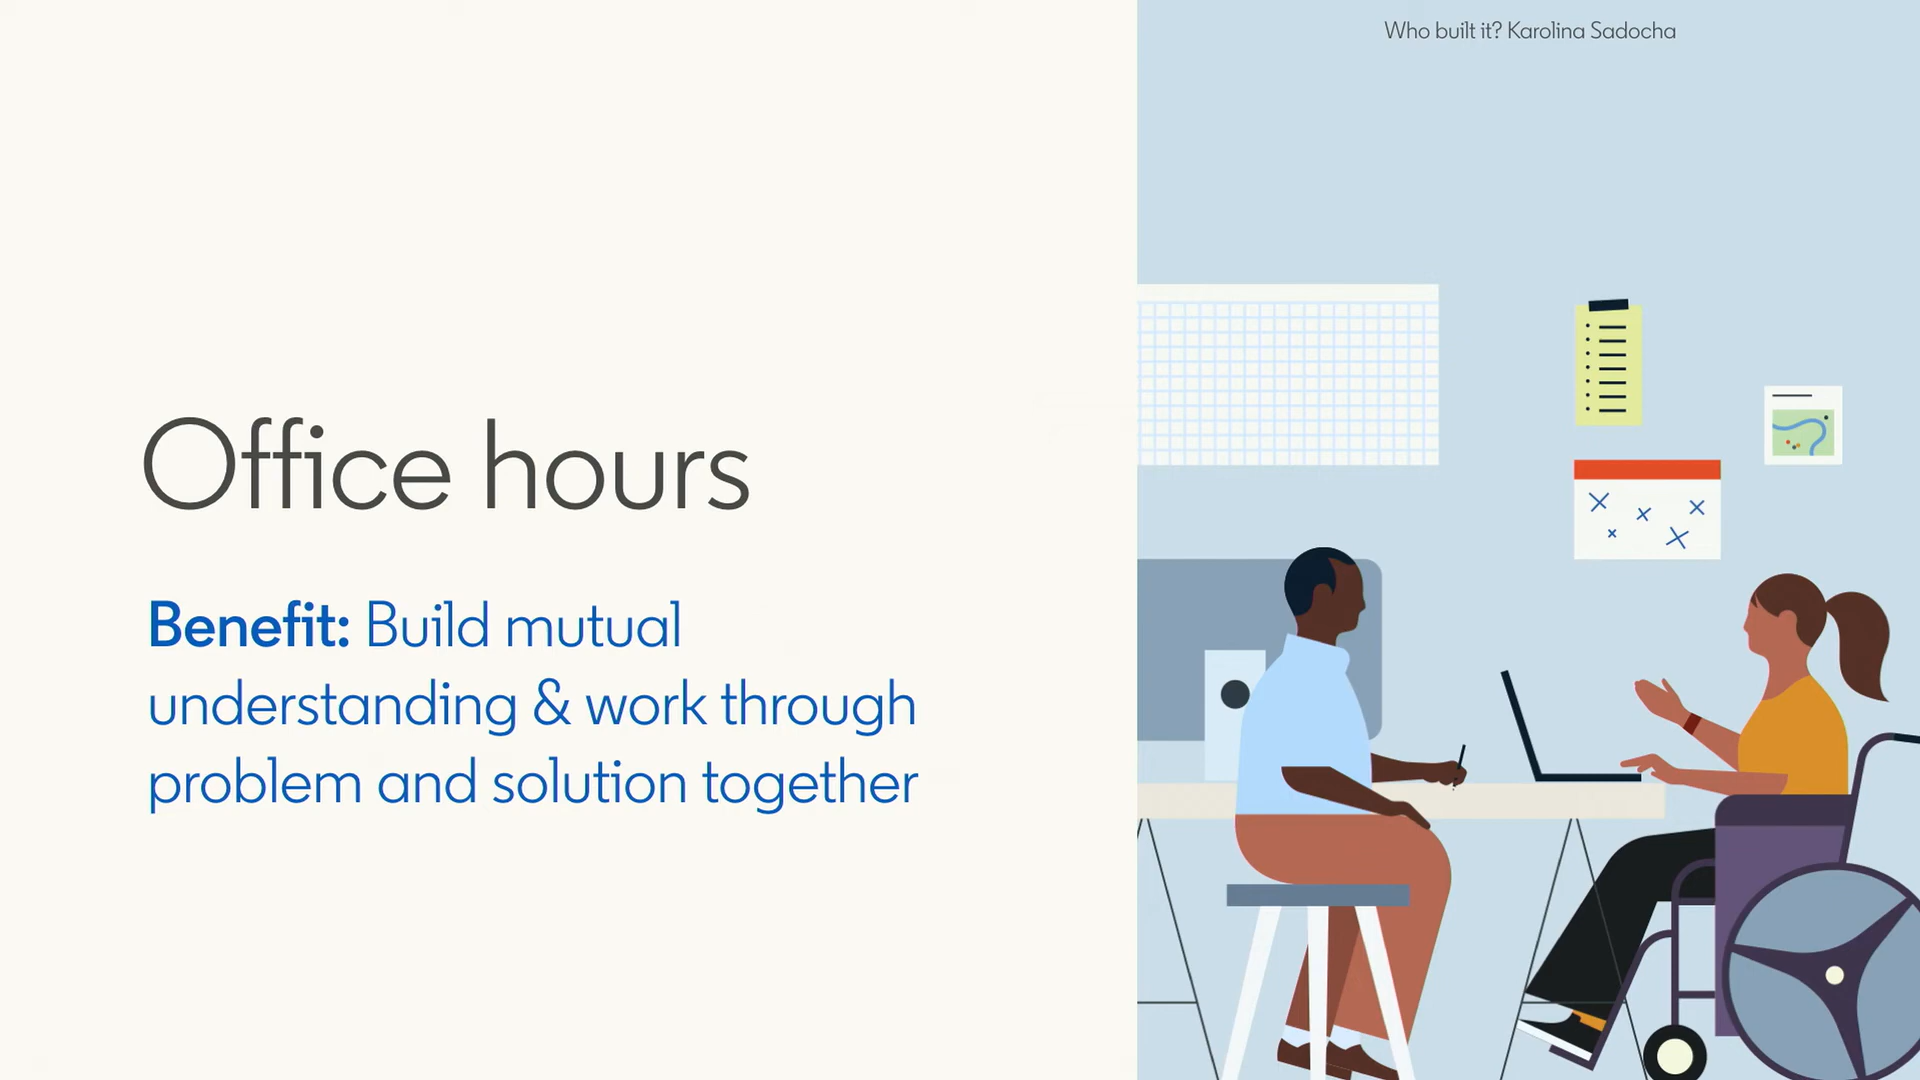 Who built it? Karolina Sadocha
Office hours
Benefit: Build mutual
understanding & work through
problem and solution together